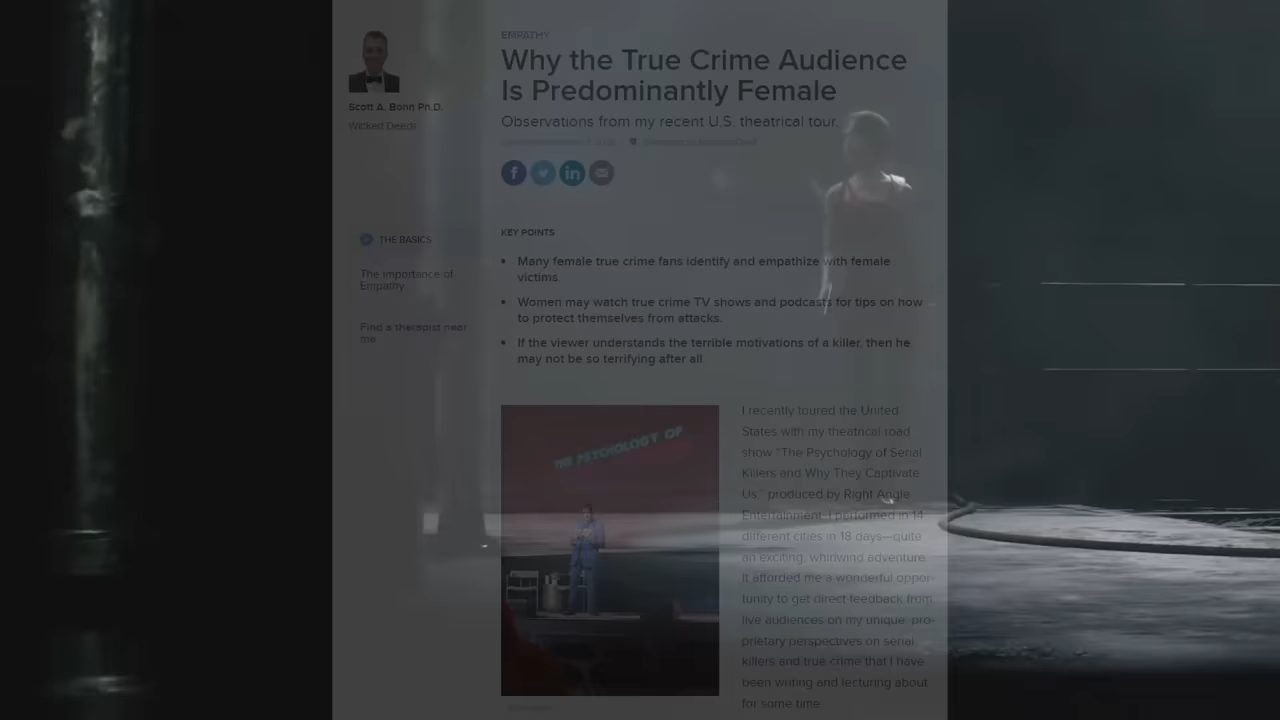 Scott A. Bonn Ph.D.
Wicked Deeds
THE BASICS
The Importance of
Empathy
Find a therapist near
me
EMPATHY
Why the True Crime Audience
Is Predominantly Female
Observations from my recent U.S. theatrical tour.
KEY POINTS
• Many female true crime fans identify and empathize with female
victims.
• Women may watch true crime TV shows and podcasts for tips on how
to protect themselves from attacks.
• If the viewer understands the terrible motivations of a killer, then he
may not be so terrifying after all.
THE PSYCHOLOGY OF
I recently toured the United
States with my theatrical road
show "The Psychology of Serial
Killers and Why They Captivate
Us," produced by Right Angle
Entertainment. I performed in 14
different cities in 18 days—quite
an exciting, whirlwind adventure.
It afforded me a wonderful oppor-
tunity to get direct feedback from
live audiences on my unique, pro-
prietary perspectives on serial
killers and true crime that I have
been writing and lecturing about
for some time.